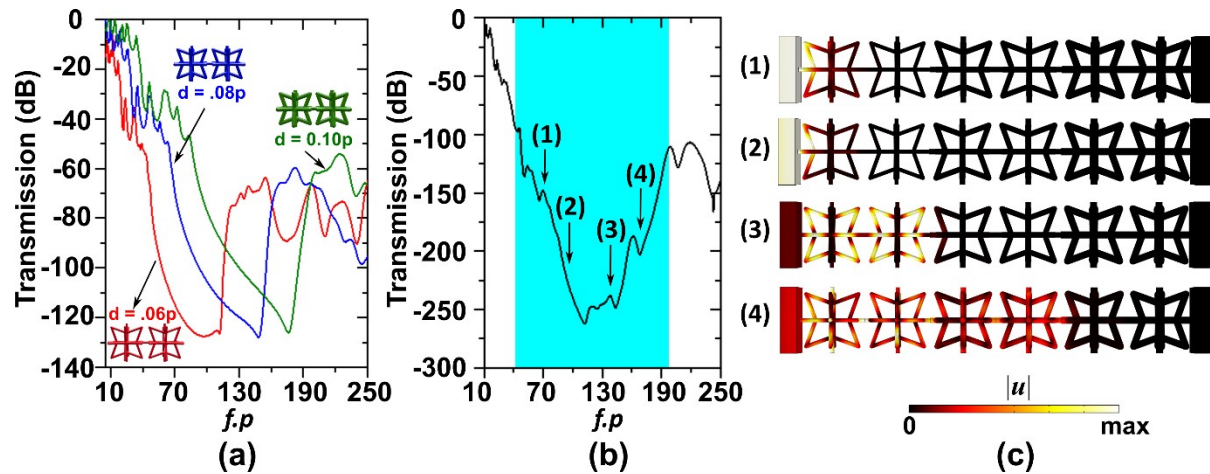 0
-20
-40
-60
-80
-100
-120
-140
Transmission (dB)
d = .08p
d = 0.10p
d = .06p
10 70 130 190 250
f.p
(a)
0
-50
-100
-150
-200
-250
-300
Transmission (dB)
(1)
(2)
(3)
(4)
10 70 130 190 250
f.p
(b)
(1)
(2)
(3)
(4)
|u|
0 max
(c)